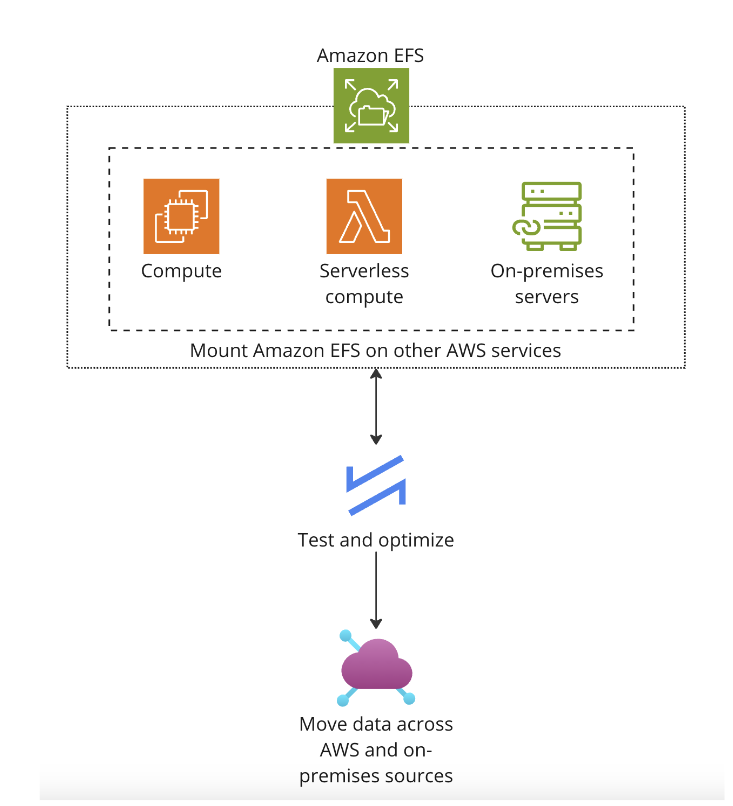 Amazon EFS
Compute
Serverless
compute
On-premises
servers
Mount Amazon EFS on other AWS services
Test and optimize
Move data across
AWS and on-
premises sources